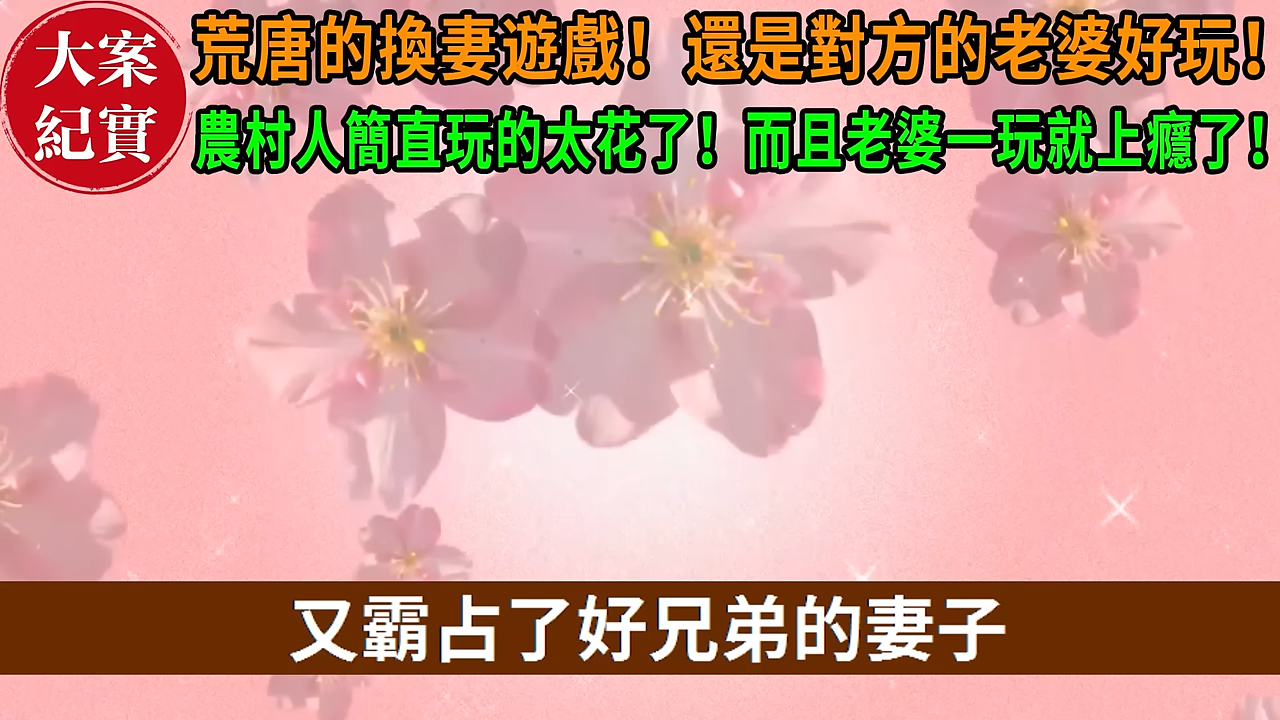 大案
紀實
荒唐的換妻遊戲！還是對方的老婆好玩！
農村人簡直玩的太花了！而且老婆一玩就上癮了！
又霸占了好兄弟的妻子